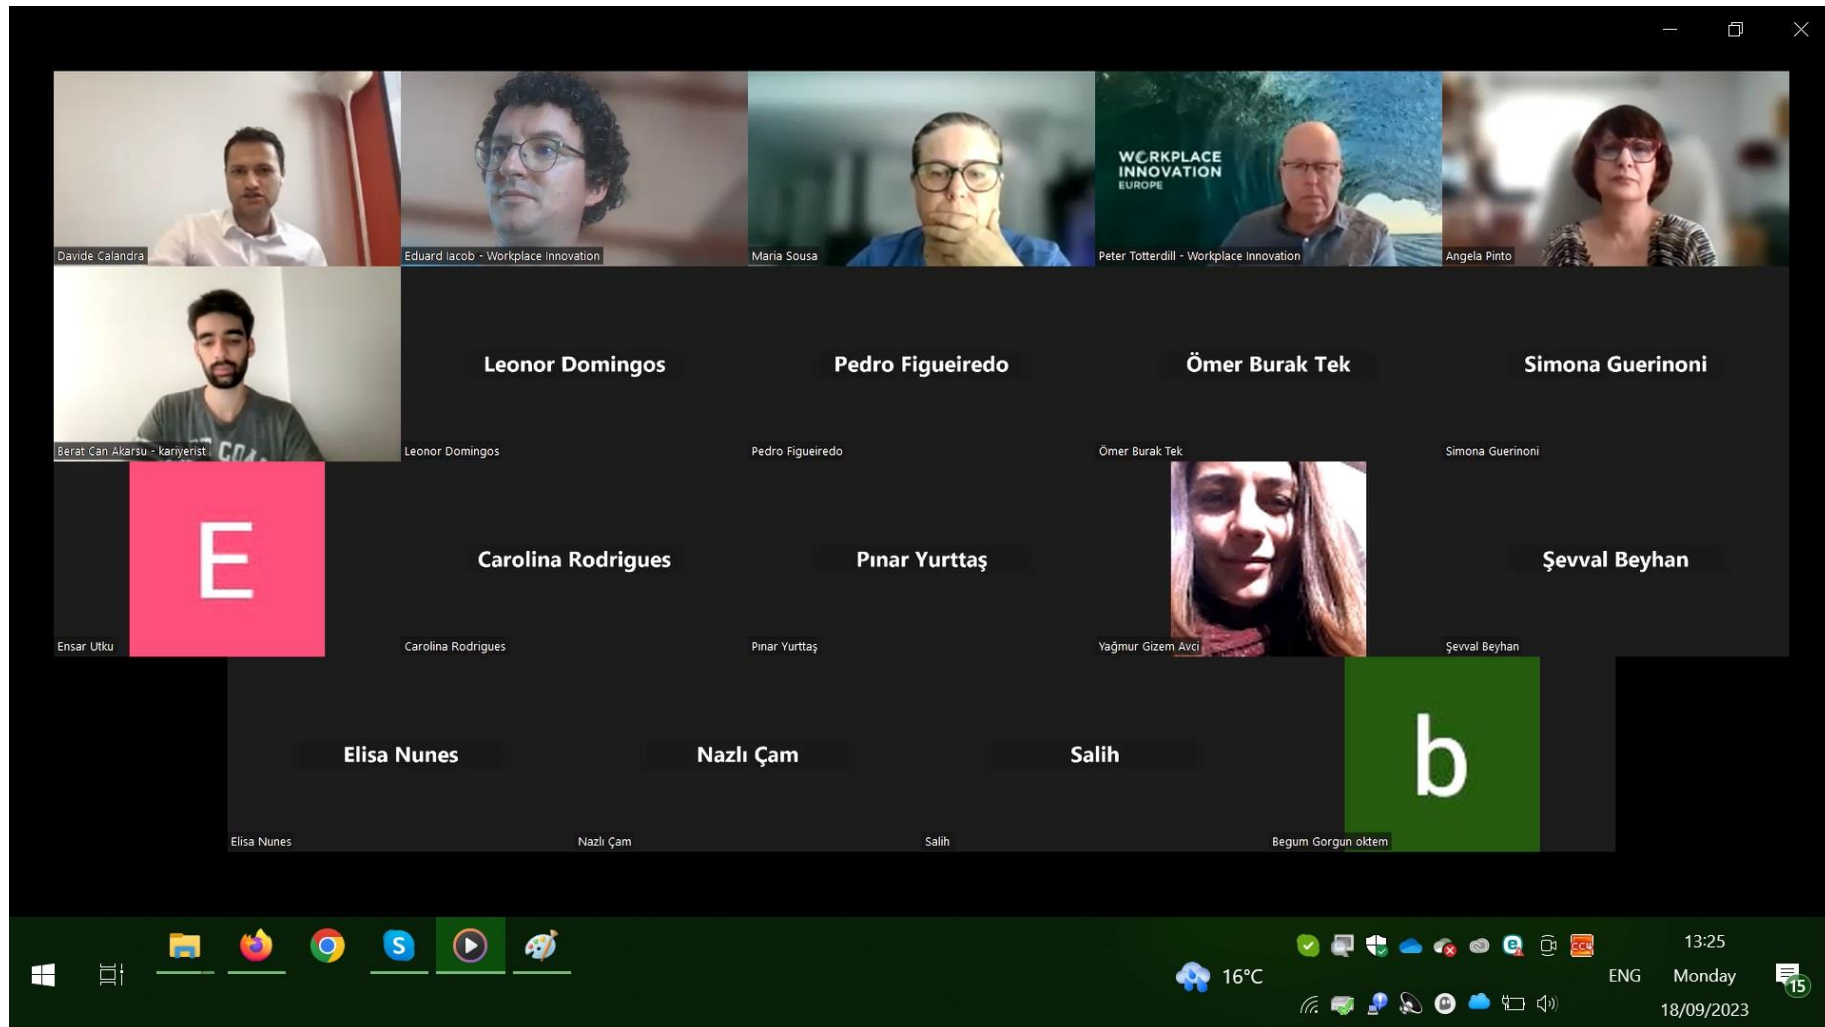 WORKPLACE
INNOVATION
EUROPE
Davide Calandra
Eduard Iacob - Workplace Innovation
Maria Sousa
Peter Totterdill - Workplace Innovation
Angela Pinto
Leonor Domingos
Pedro Figueiredo
Ömer Burak Tek
Simona Guerinoni
Berat Can Akarsu - kariyerist
Leonor Domingos
Pedro Figueiredo
Ömer Burak Tek
Simona Guerinoni
E
Carolina Rodrigues
Pınar Yurttaş
Şevval Beyhan
Ensar Utku
Carolina Rodrigues
Pınar Yurttaş
Yağmur Gizem Avci
Şevval Beyhan
Elisa Nunes
Nazlı Çam
Salih
b
Elisa Nunes
Nazlı Çam
Salih
Begum Gorgun oktem
S
16°C
ENG
13:25
Monday
18/09/2023
15